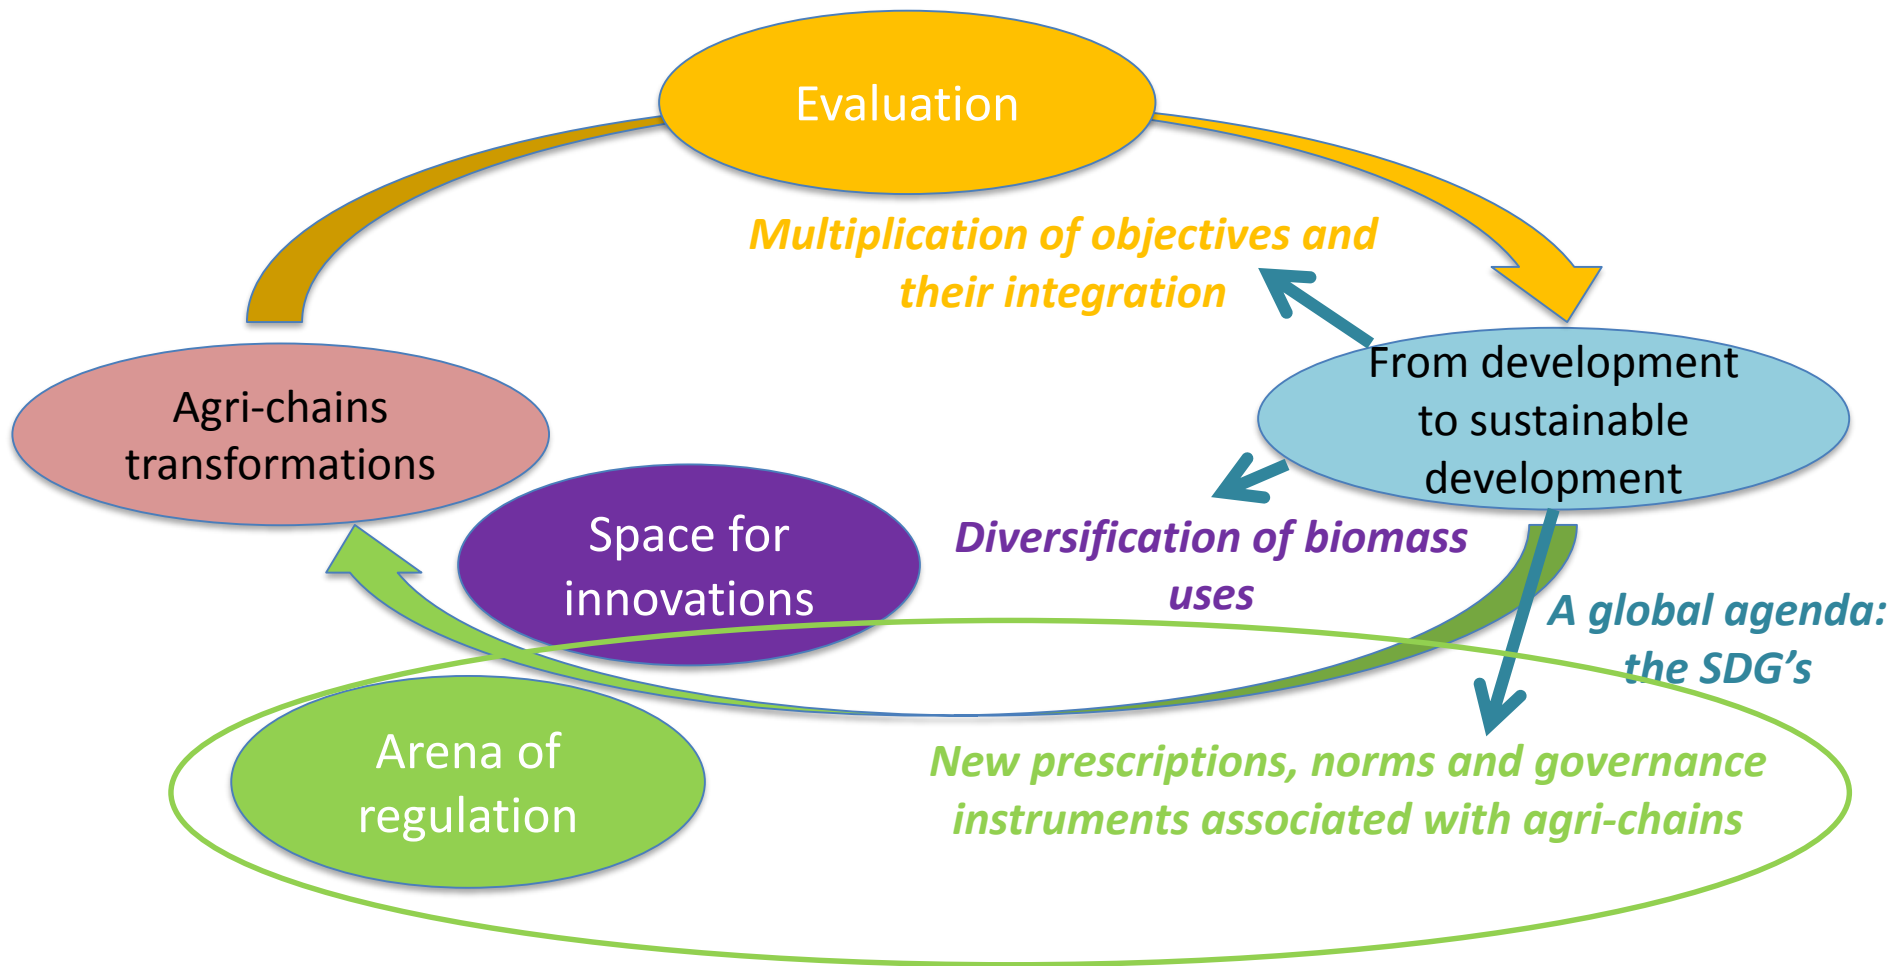 Evaluation
Multiplication of objectives and
their integration
From development
to sustainable
development
Agri-chains
transformations
Space for
innovations
Diversification of biomass
uses
A global agenda:
the SDG's
Arena of
regulation
New prescriptions, norms and governance
instruments associated with agri-chains